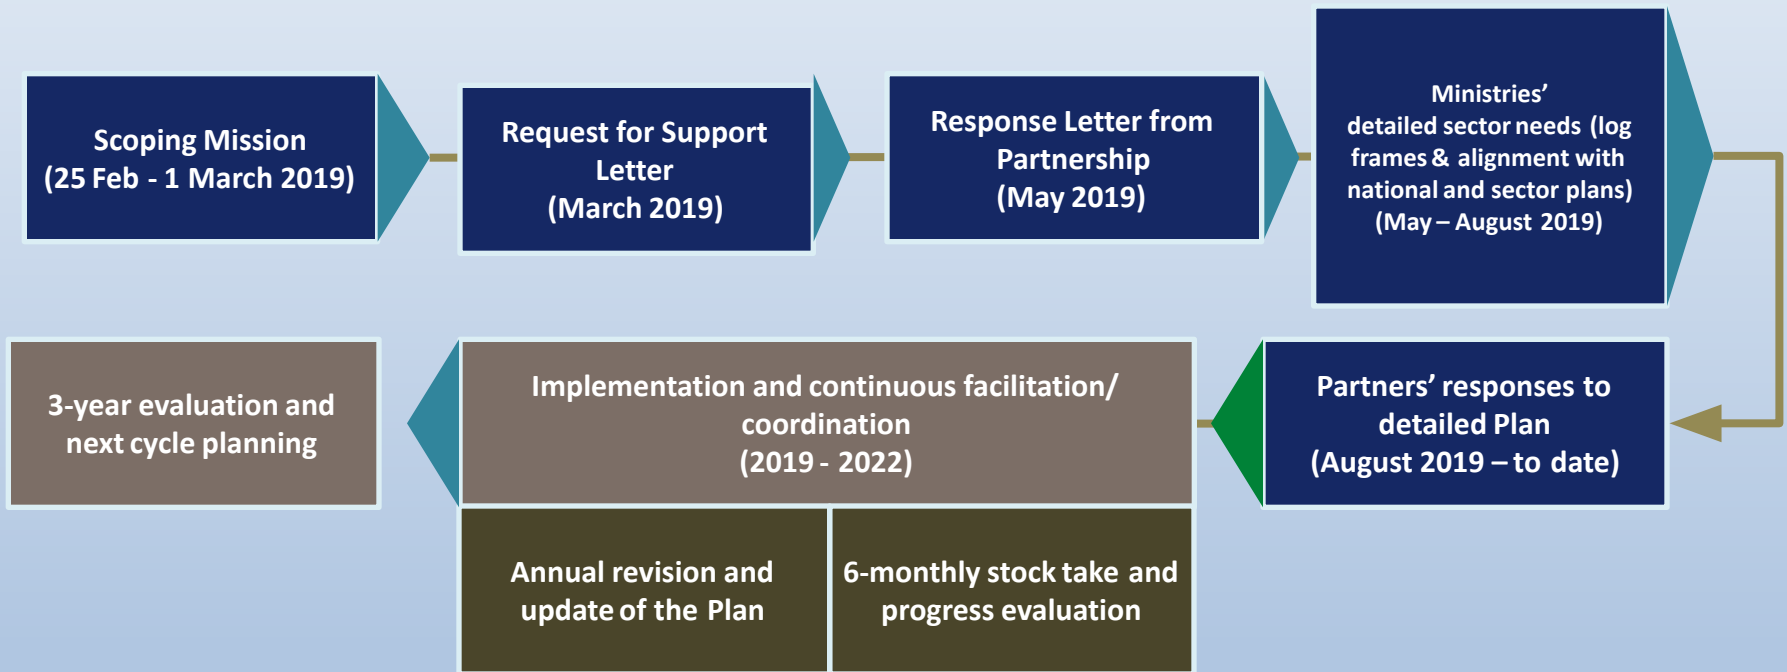 Scoping Mission
(25 Feb - 1 March 2019)
Request for Support
Letter
(March 2019)
Response Letter from
Partnership
(May 2019)
Ministries’
detailed sector needs (log
frames & alignment with
national and sector plans)
(May – August 2019)
Partners’ responses to
detailed Plan
(August 2019 – to date)
Implementation and continuous facilitation/
coordination
(2019 - 2022)
Annual revision and
update of the Plan
6-monthly stock take and
progress evaluation
3-year evaluation and
next cycle planning